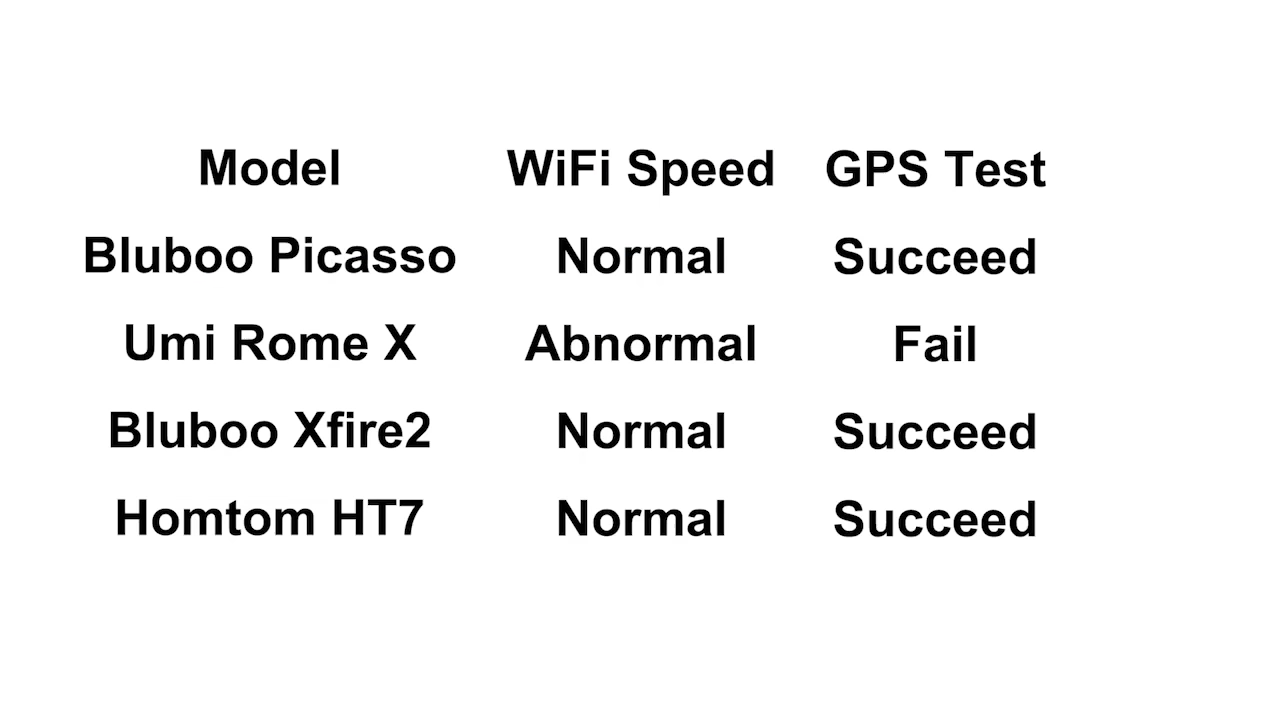 Model WiFi Speed GPS Test
Bluboo Picasso Normal Succeed
Umi Rome X Abnormal Fail
Bluboo Xfire2 Normal Succeed
Homtom HT7 Normal Succeed